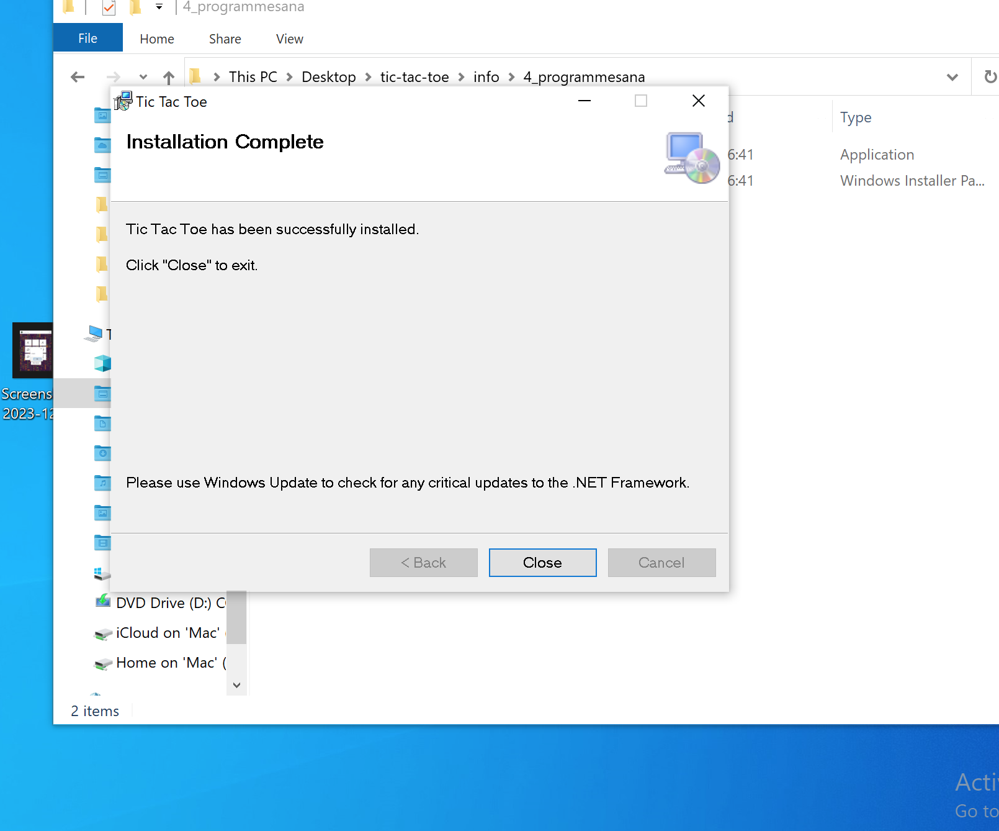 4_programmesana
File Home Share View
This PC Desktop tic-tac-toe info 4_programmesana
Tic Tac Toe
Type
Installation Complete
6:41 Application
6:41 Windows Installer Pa...
Tic Tac Toe has been successfully installed.
Click "Close" to exit.
Please use Windows Update to check for any critical updates to the .NET Framework.
< Back Close Cancel
2023-12
DVD Drive (D:) C
iCloud on 'Mac'
Home on 'Mac' (
2 items
Go to